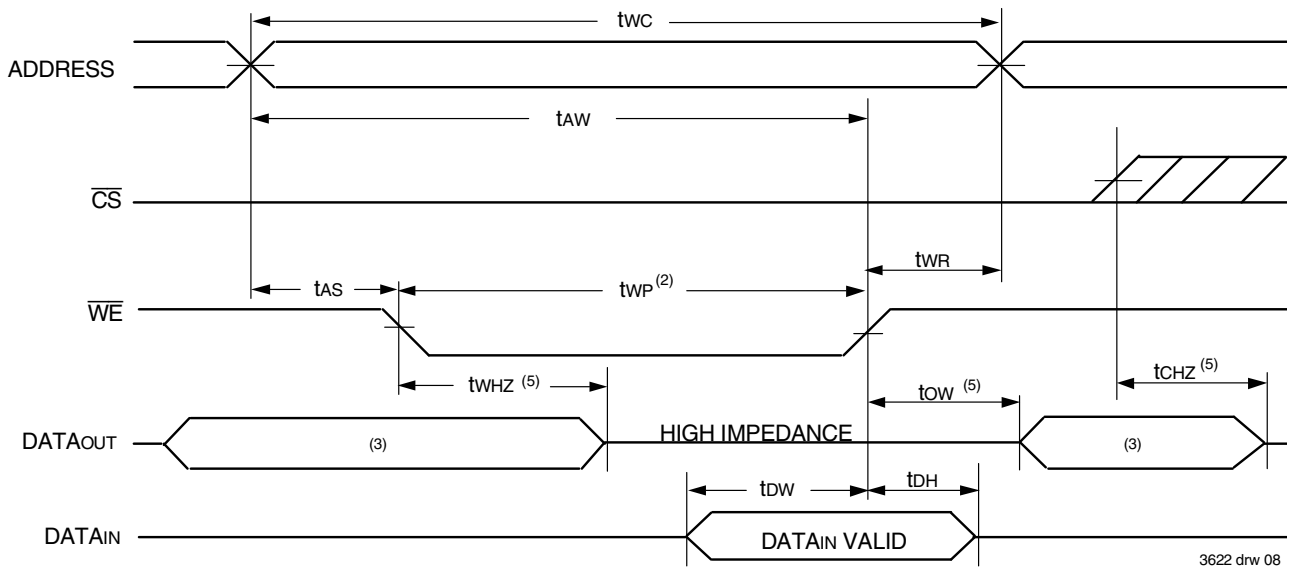 tWC
ADDRESS
tAW
CS
tWR
tAS
tWP (2)
WE
tWHZ (5)
tOW (5)
tCHZ (5)
DATAOUT
(3)
HIGH IMPEDANCE
(3)
tDW
tDH
DATAIN
DATAIN VALID
3622 drw 08